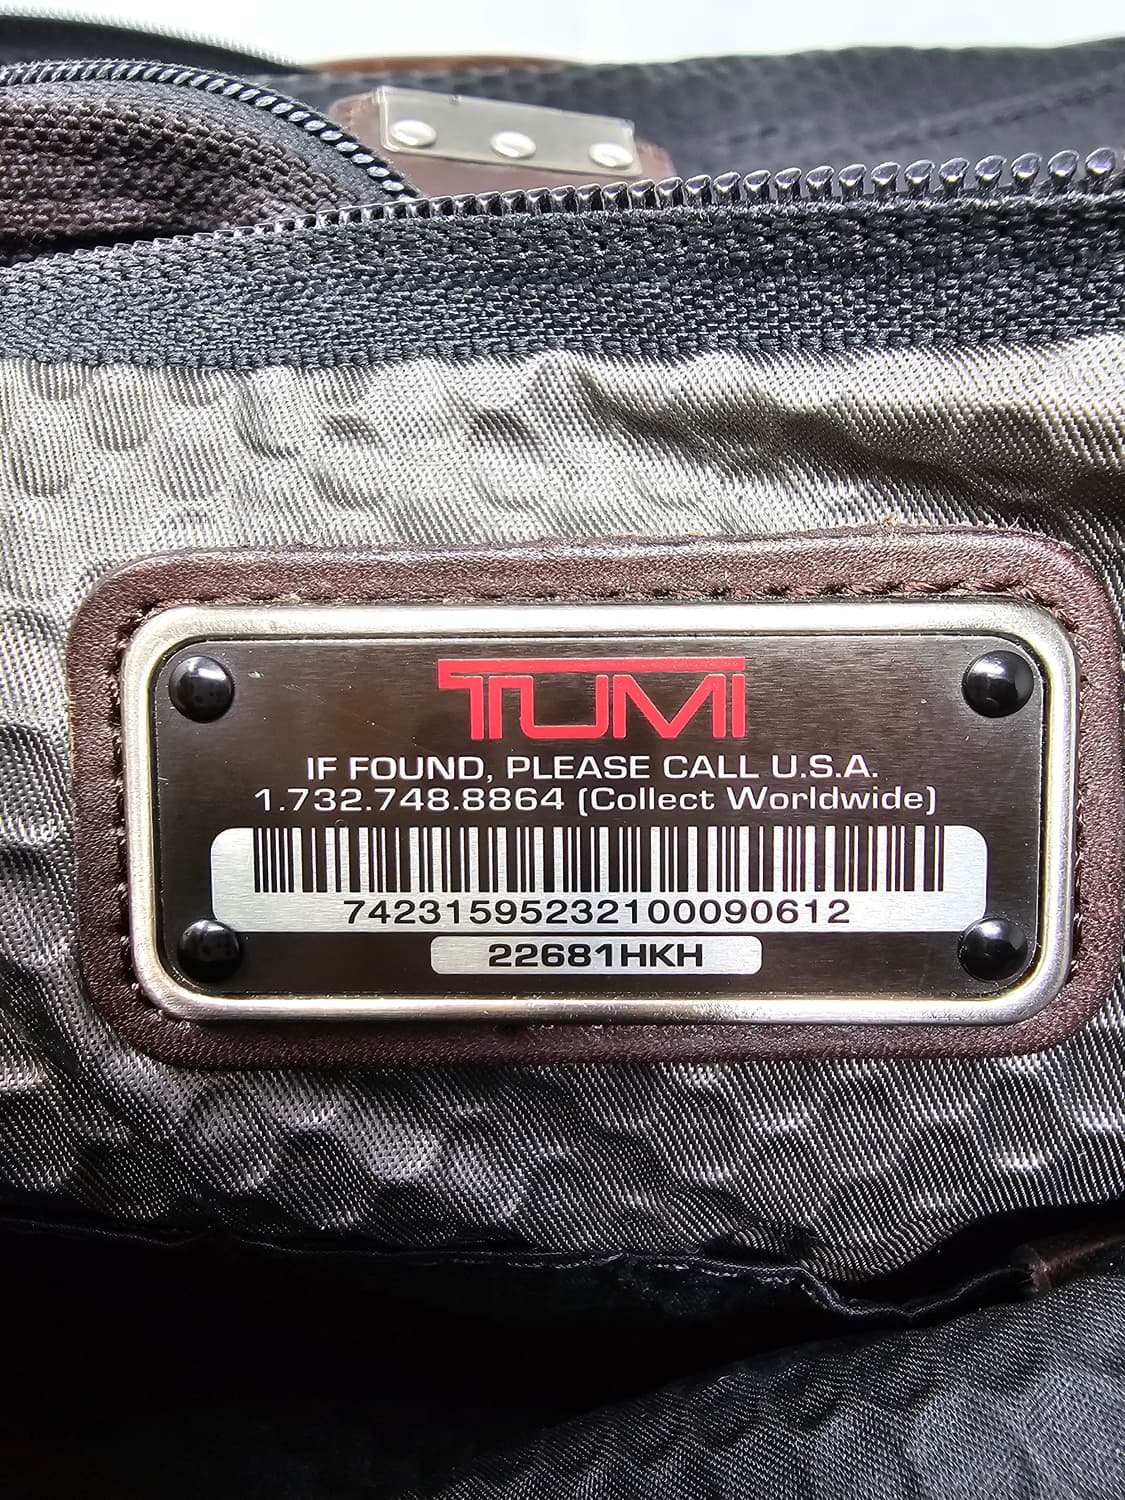 TUMI
IF FOUND, PLEASE CALL U.S.A.
1.732.748.8864 (Collect Worldwide)
74231595232100090612
22681HKH